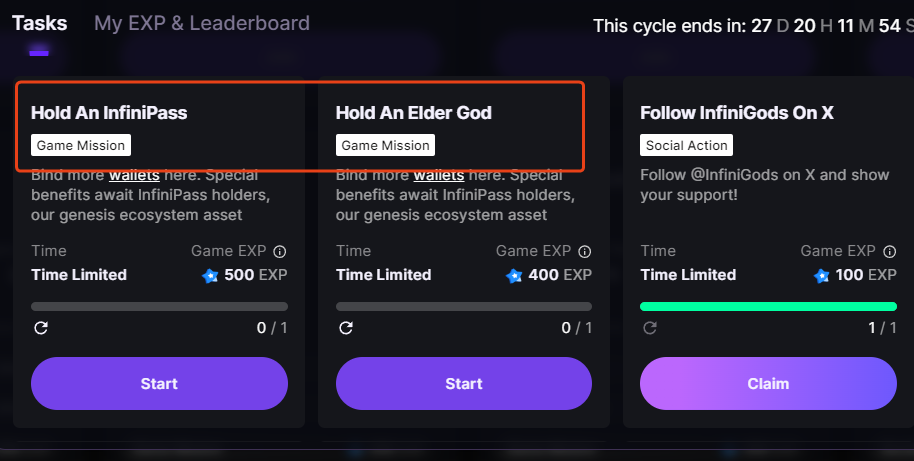 Tasks My EXP & Leaderboard This cycle ends in: 27 D 20 H 11 M 54 S
Hold An InfiniPass
Game Mission
Bind more wallets here. Special
benefits await InfiniPass holders,
our genesis ecosystem asset
Time Game EXP
Time Limited 500 EXP
0 / 1
Start
Hold An Elder God
Game Mission
Bind more wallets here. Special
benefits await InfiniPass holders,
our genesis ecosystem asset
Time Game EXP
Time Limited 400 EXP
0 / 1
Start
Follow InfiniGods On X
Social Action
Follow @InfiniGods on X and show
your support!
Time Game EXP
Time Limited 100 EXP
1 / 1
Claim